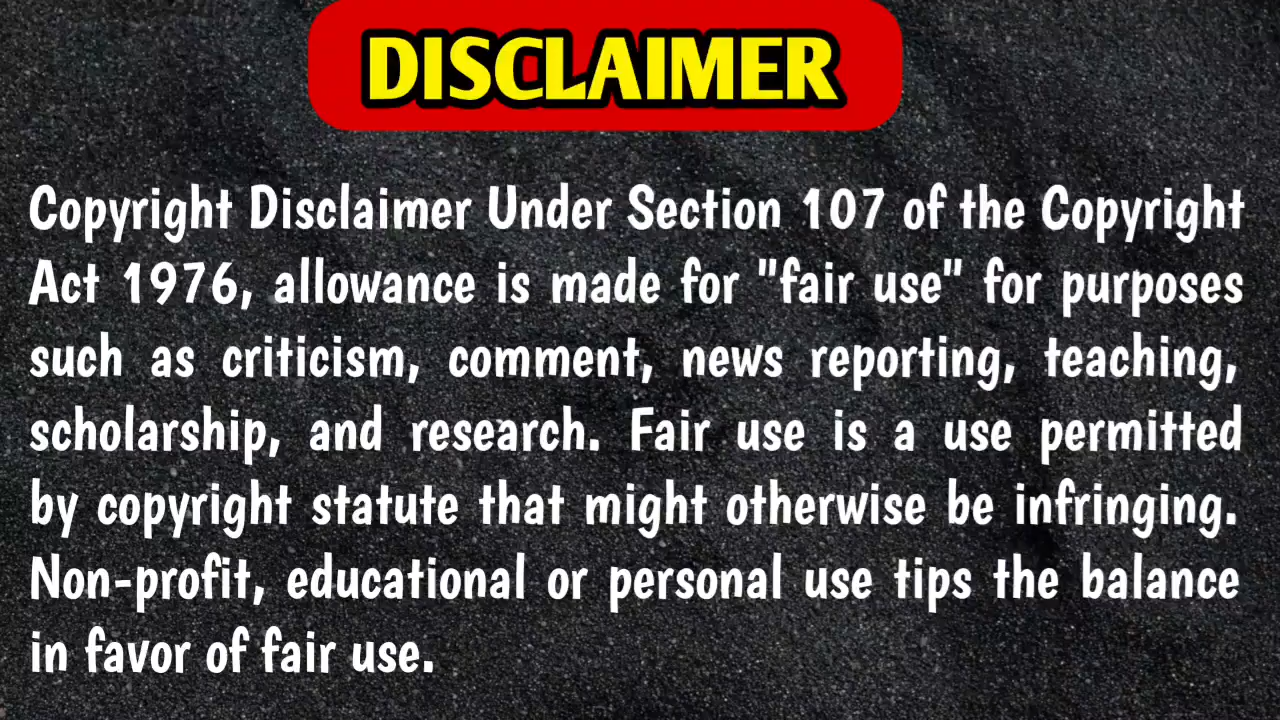 DISCLAIMER
Copyright Disclaimer Under Section 107 of the Copyright
Act 1976, allowance is made for "fair use" for purposes
such as criticism, comment, news reporting, teaching,
scholarship, and research. Fair use is a use permitted
by copyright statute that might otherwise be infringing.
Non-profit, educational or personal use tips the balance
in favor of fair use.